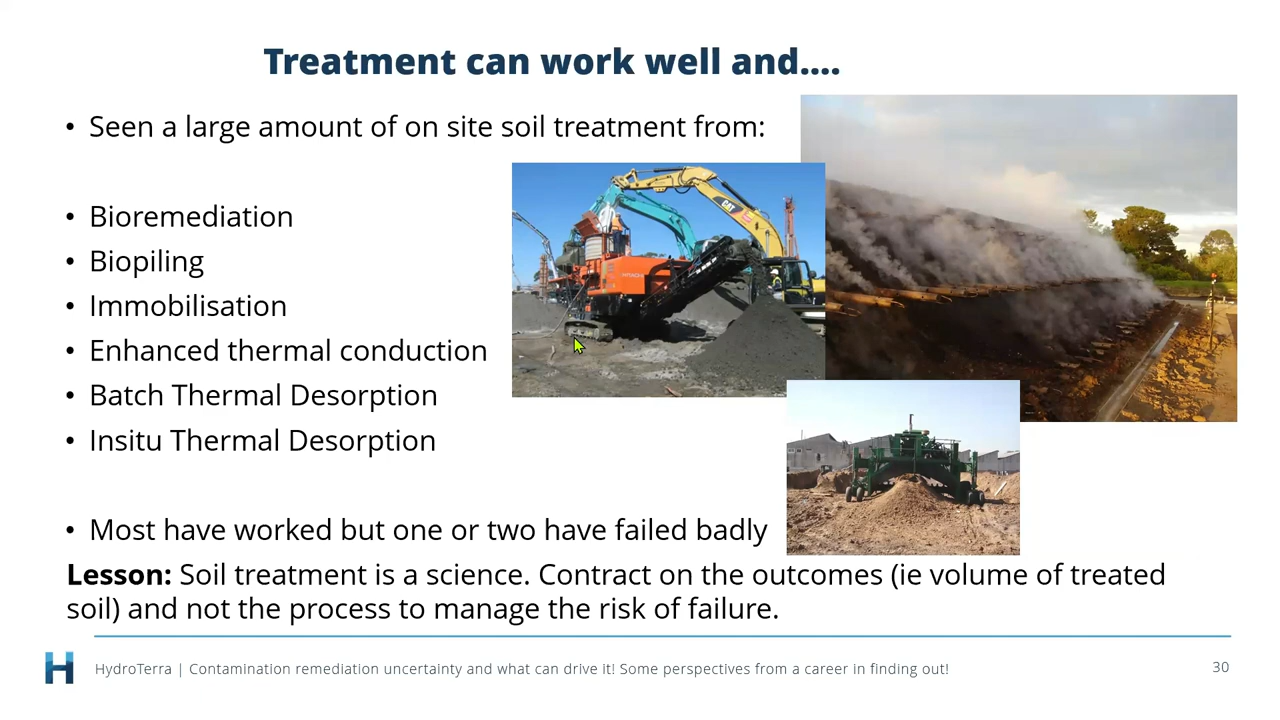 Treatment can work well and....
• Seen a large amount of on site soil treatment from:
• Bioremediation
• Biopiling
• Immobilisation
• Enhanced thermal conduction
• Batch Thermal Desorption
• Insitu Thermal Desorption
CAT
HITACHI
• Most have worked but one or two have failed badly
Lesson: Soil treatment is a science. Contract on the outcomes (ie volume of treated
soil) and not the process to manage the risk of failure.
HydroTerra | Contamination remediation uncertainty and what can drive it! Some perspectives from a career in finding out!
30